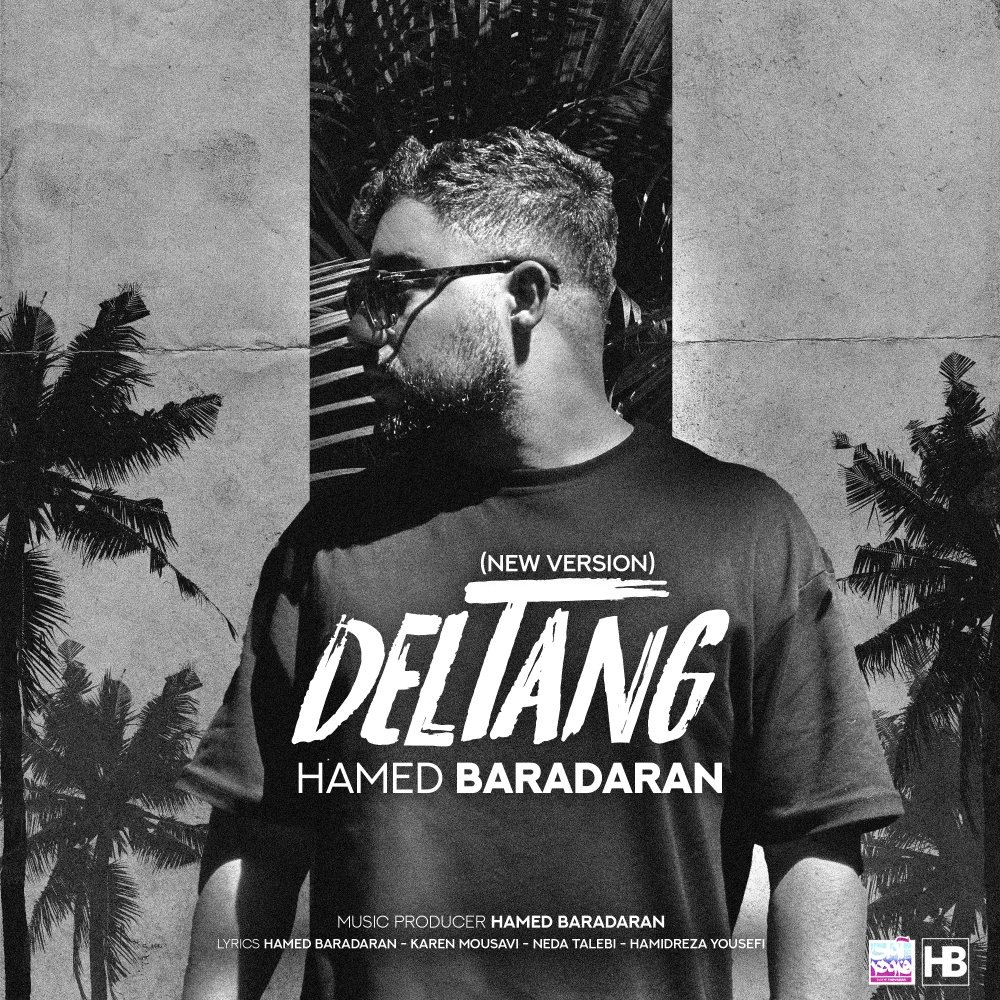 (NEW VERSION)
DELTANG
HAMED BARADARAN
MUSIC PRODUCER HAMED BARADARAN
LYRICS HAMED BARADARAN - KAREN MOUSAVI - NEDA TALEBI - HAMIDREZA YOUSEFI
HB